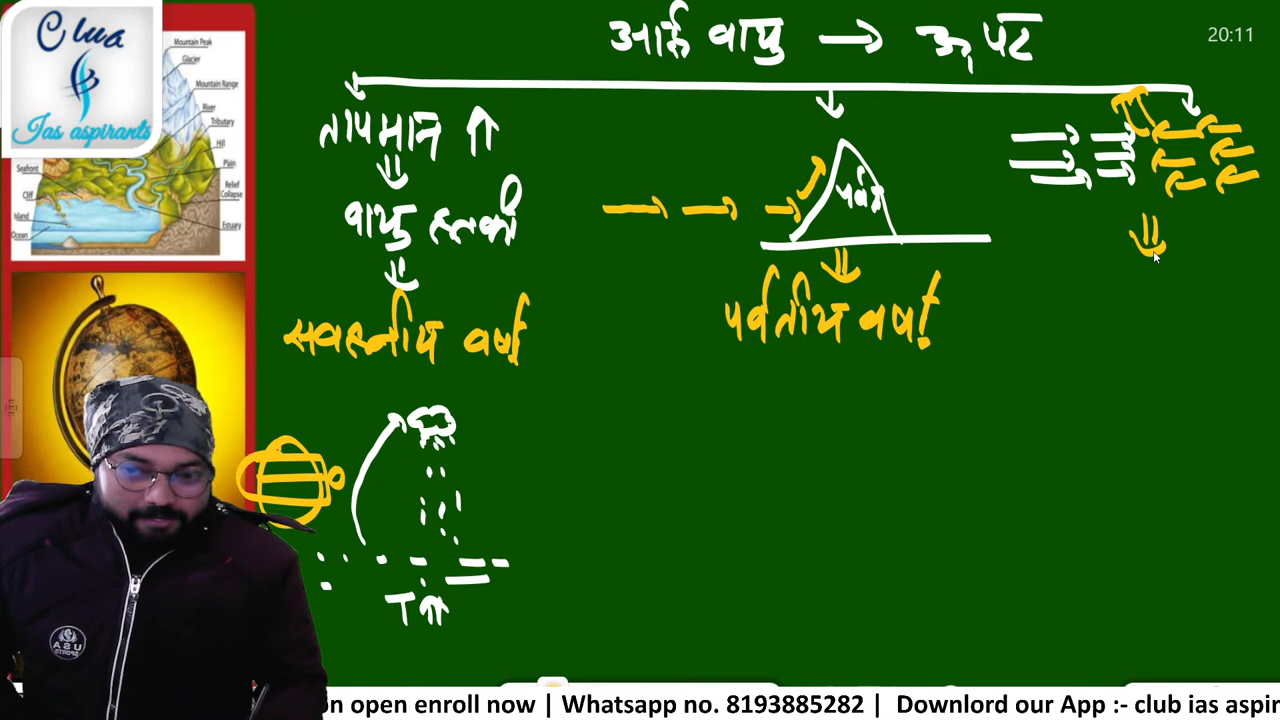 Club
Ias aspirants
Mountain Peak
Glacier
Mountain Range
River
Tributary
Hill
Plain
Seafront
Relief
Collapse
Cliff
Island
Ocean
Estuary
20:11
आर्द्र वायु → ऊपर
तापमान ↑
वायु हल्की
संवहनीय वर्षा
पर्वत
पर्वतीय वर्षा
T ⇑
USA
n open enroll now | Whatsapp no. 8193885282 | Downlord our App :- club ias aspir